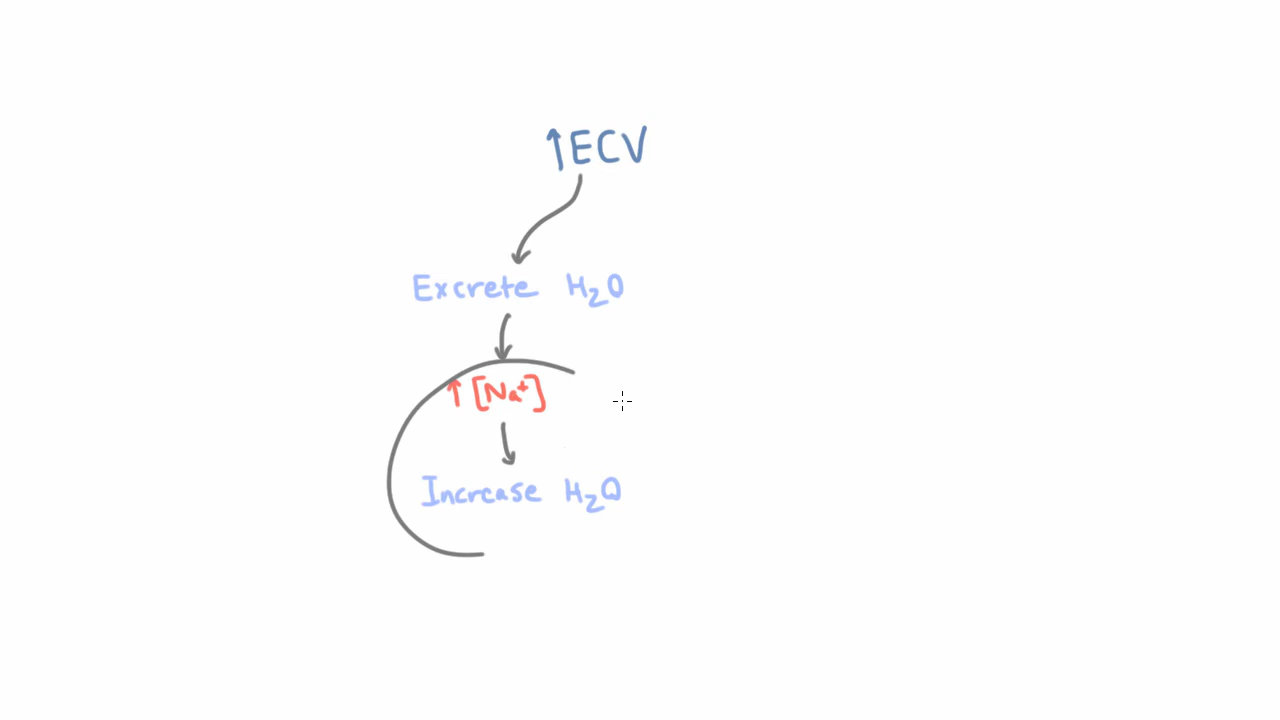 ↑ECV
Excrete H₂O
↑[Na⁺]
Increase H₂O